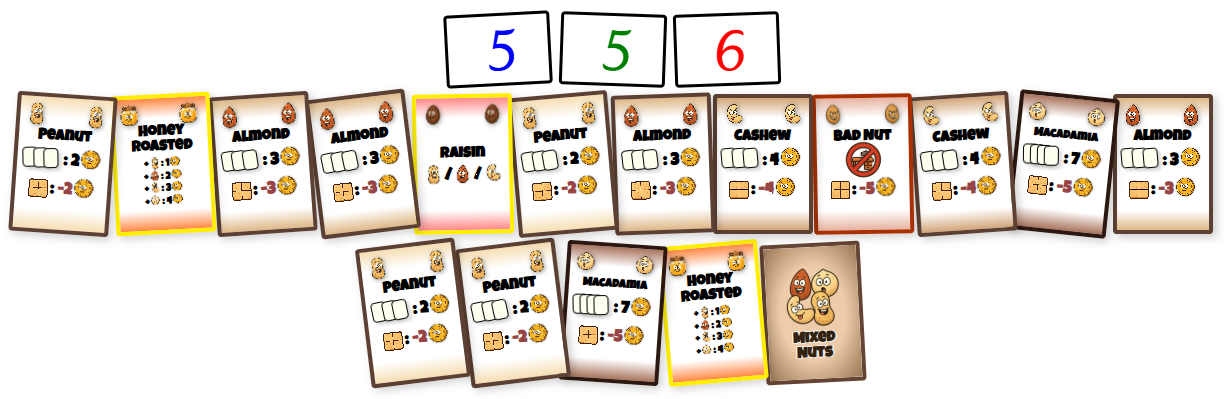 5
5
6
Peanut
: 2
: -2
Honey
Roasted
+ : 1
+ : 2
+ : 3
+ : 4
Almond
: 3
: -3
Almond
: 3
: -3
Raisin
/ /
Peanut
: 2
: -2
Almond
: 3
: -3
Cashew
: 4
: -4
Bad Nut
: -5
Cashew
: 4
: -4
Macadamia
: 7
: -5
Almond
: 3
: -3
Peanut
: 2
: -2
Peanut
: 2
: -2
Macadamia
: 7
: -5
Honey
Roasted
+ : 1
+ : 2
+ : 3
+ : 4
Mixed
Nuts